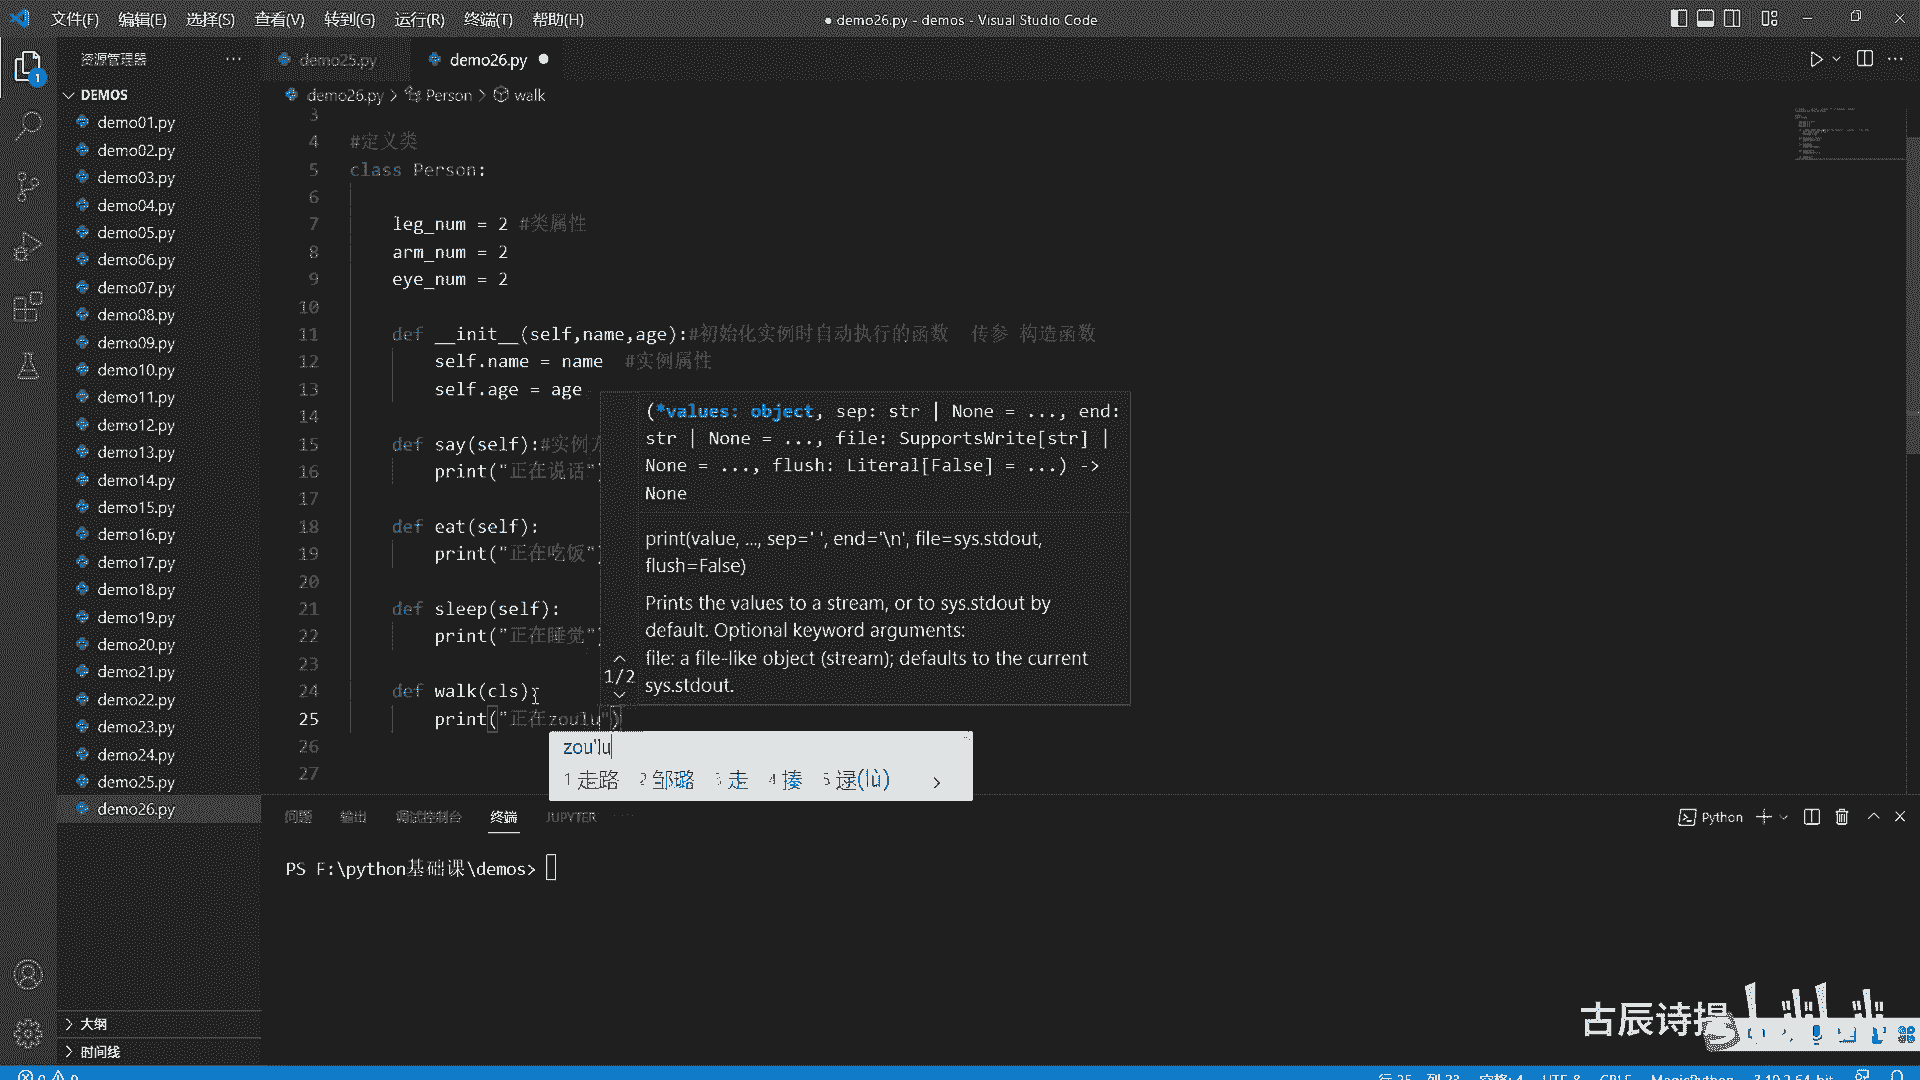 文件(F) 编辑(E) 选择(S) 查看(V) 转到(G) 运行(R) 终端(T) 帮助(H)
● demo26.py - demos - Visual Studio Code
资源管理器
demo25.py
demo26.py ●
DEMOS
demo26.py > Person > walk
demo01.py
demo02.py
demo03.py
demo04.py
demo05.py
demo06.py
demo07.py
demo08.py
demo09.py
demo10.py
demo11.py
demo12.py
demo13.py
demo14.py
demo15.py
demo16.py
demo17.py
demo18.py
demo19.py
demo20.py
demo21.py
demo22.py
demo23.py
demo24.py
demo25.py
demo26.py
大纲
时间线
3
4 #定义类
5 class Person:
6
7 leg_num = 2 #类属性
8 arm_num = 2
9 eye_num = 2
10
11 def __init__(self,name,age):#初始化实例时自动执行的函数 传参 构造函数
12 self.name = name #实例属性
13 self.age = age
14
15 def say(self):#实例方
16 print("正在说话")
17
18 def eat(self):
19 print("正在吃饭")
20
21 def sleep(self):
22 print("正在睡觉")
23
24 def walk(cls):
25 print("正在zoulu")
26
27
(*values: object, sep: str | None = ..., end:
str | None = ..., file: SupportsWrite[str] |
None = ..., flush: Literal[False] = ...) ->
None
print(value, ..., sep=' ', end='\n', file=sys.stdout,
flush=False)
Prints the values to a stream, or to sys.stdout by
default. Optional keyword arguments:
file: a file-like object (stream); defaults to the current
sys.stdout.
1/2
zou'lu
1 走路 2 邹璐 3 走 4 揍 5 逯(lù)
问题 输出 调试控制台 终端 JUPYTER
Python
PS F:\python基础课\demos>
古辰诗提
行 25, 列 23 空格: 4 UTF-8 CRLF MagicPython 3.10.2 64-bit